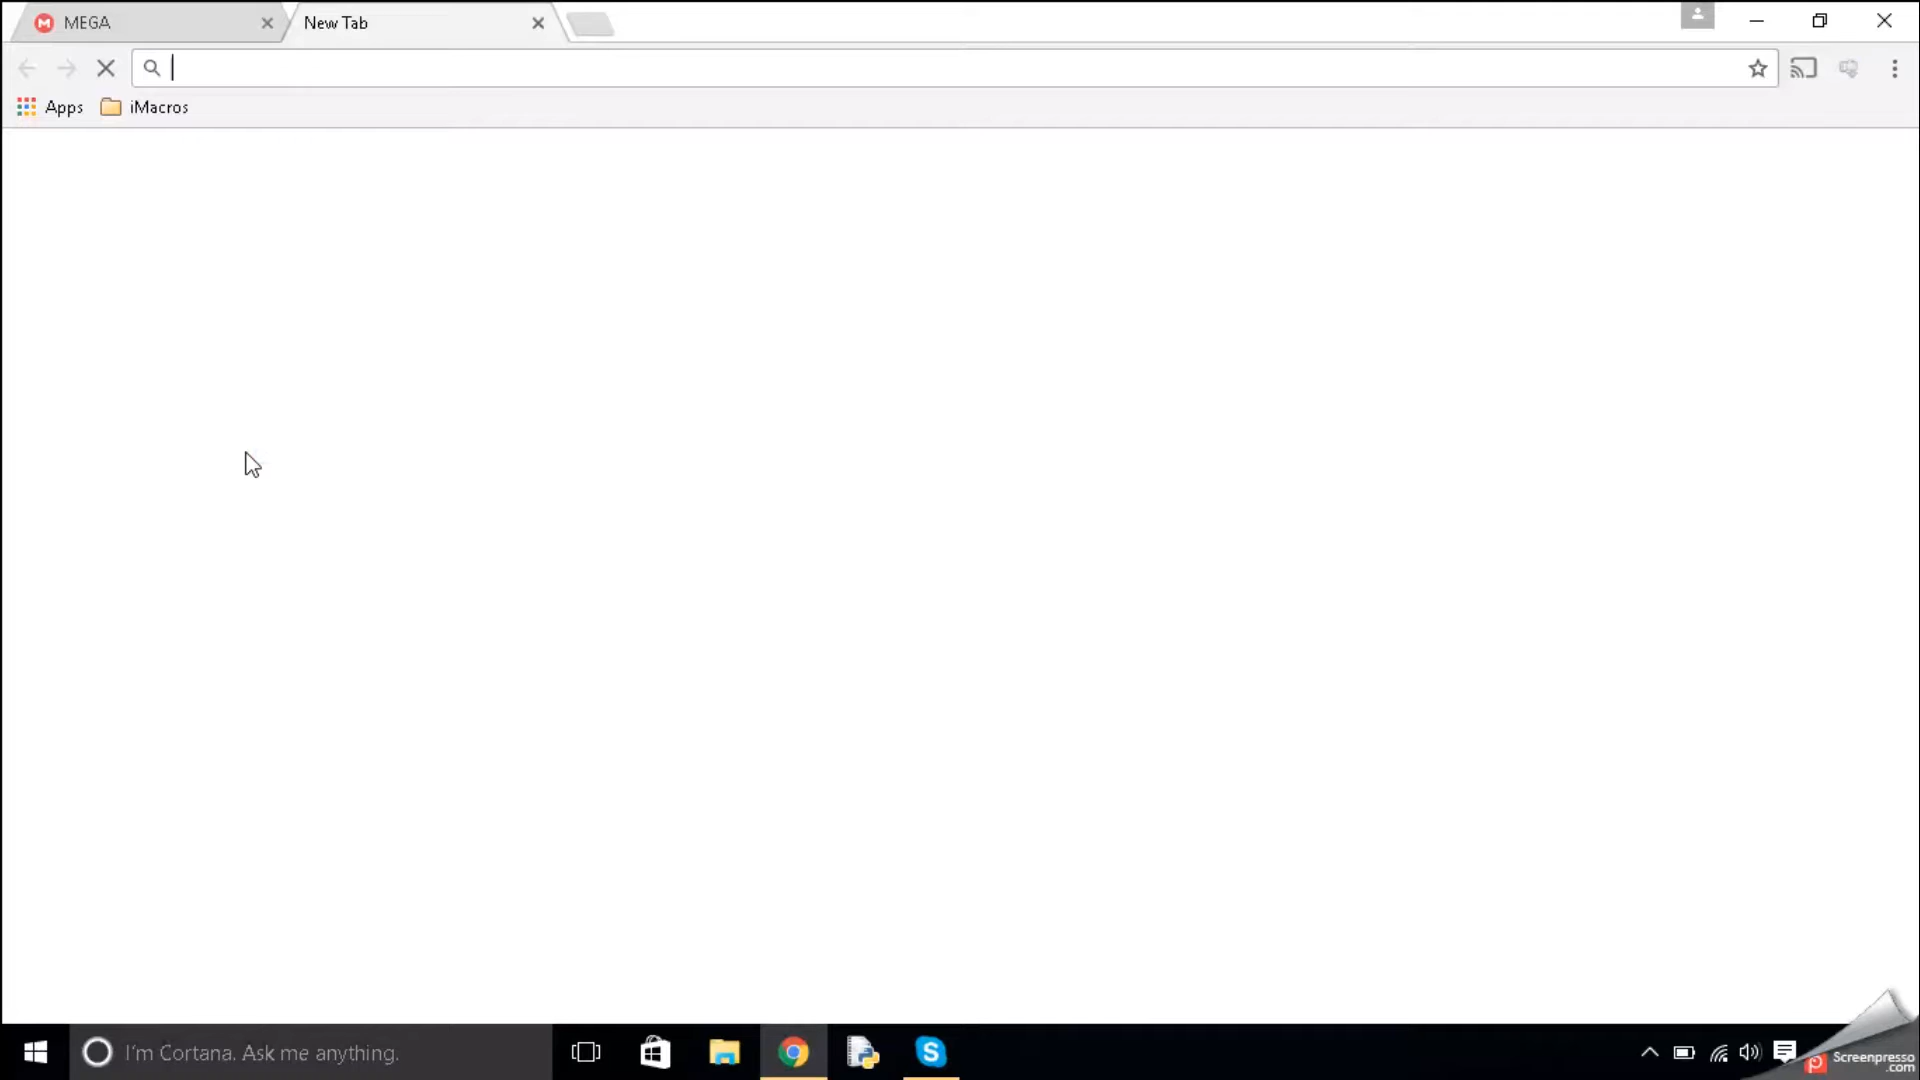 MEGA
New Tab
Apps
iMacros
I'm Cortana. Ask me anything.
Screenpresso
.com